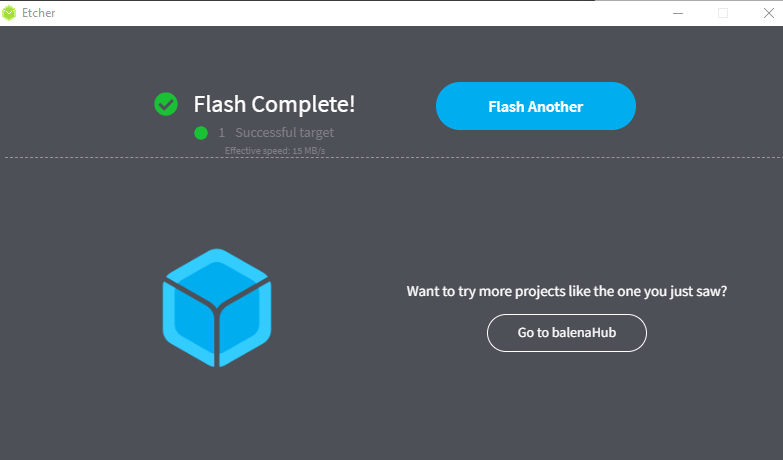 Etcher
Flash Complete!
Flash Another
1 Successful target
Effective speed: 15 MB/s
Want to try more projects like the one you just saw?
Go to balenaHub